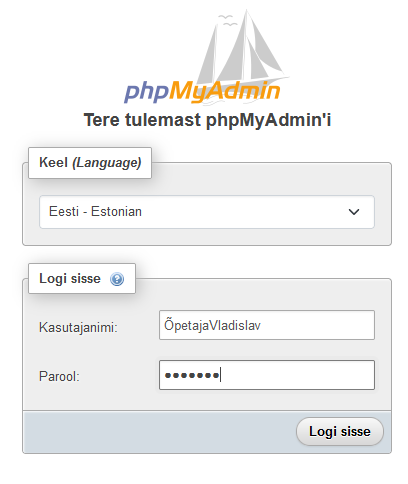 phpMyAdmin
Tere tulemast phpMyAdmin'i
Keel (Language)
Eesti - Estonian
Logi sisse
Kasutajanimi:
ÕpetajaVladislav
Parool:
●●●●●●●
Logi sisse